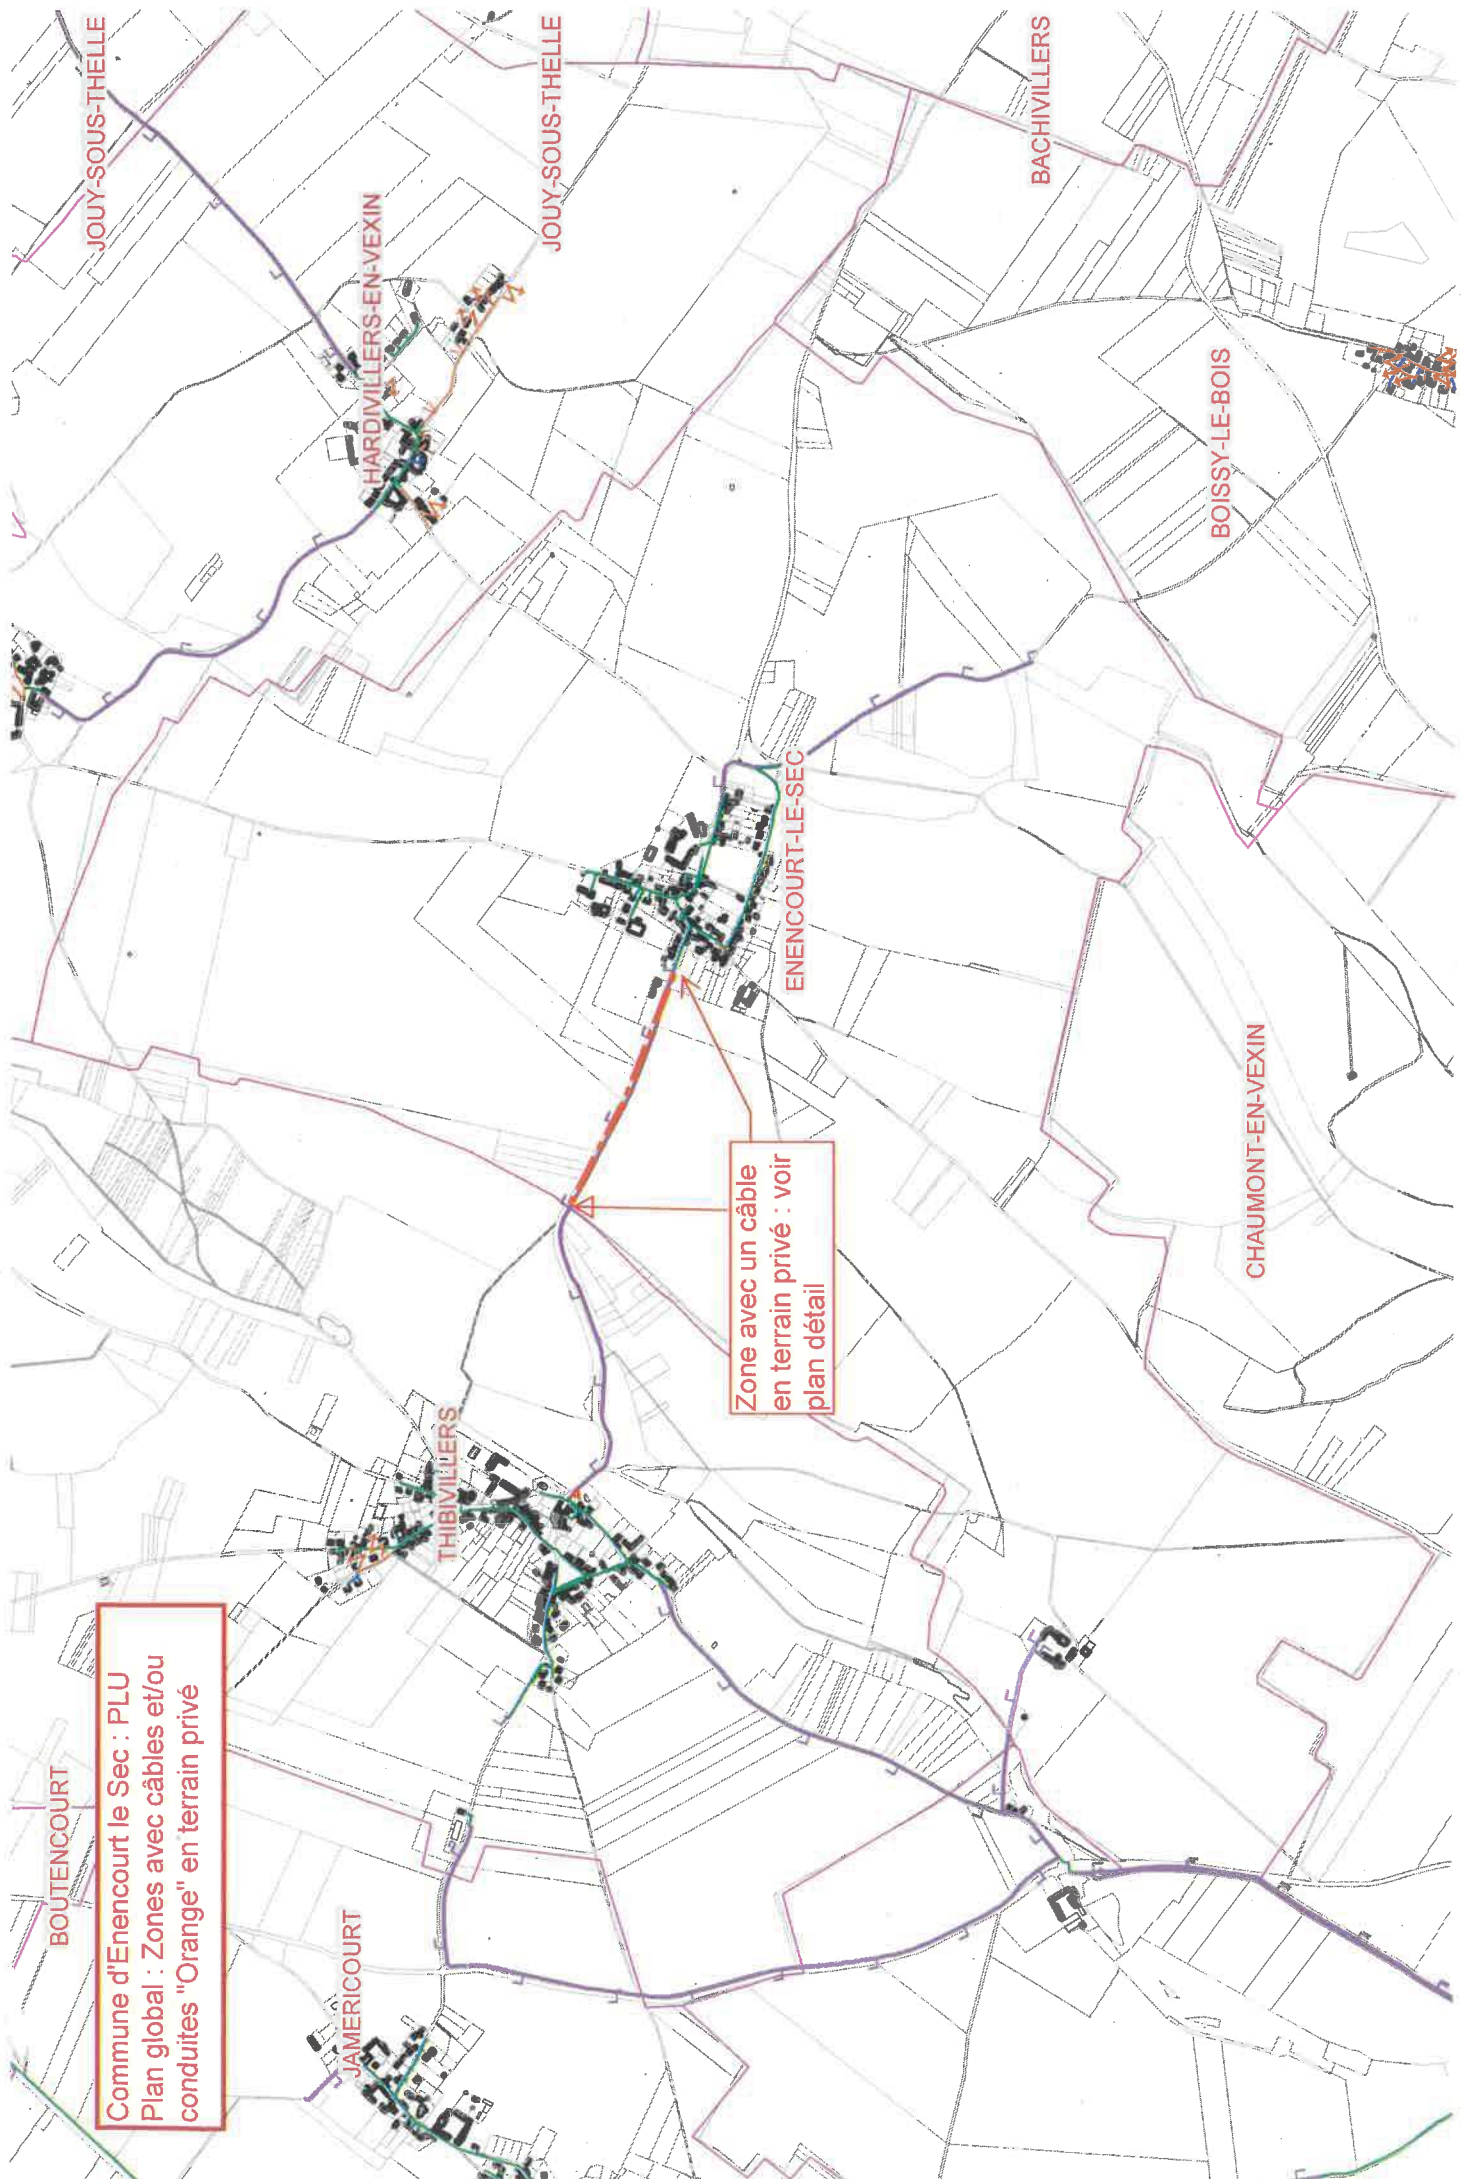 Commune d'Enencourt le Sec : PLU
Plan global : Zones avec câbles et/ou
conduites "Orange" en terrain privé
BOUTENCOURT
JAMERICOURT
THIBIVILLERS
Zone avec un câble
en terrain privé : voir
plan détail
ENENCOURT-LE-SEC
CHAUMONT-EN-VEXIN
HARDIVILLERS-EN-VEXIN
JOUY-SOUS-THELLE
JOUY-SOUS-THELLE
BACHIVILLERS
BOISSY-LE-BOIS